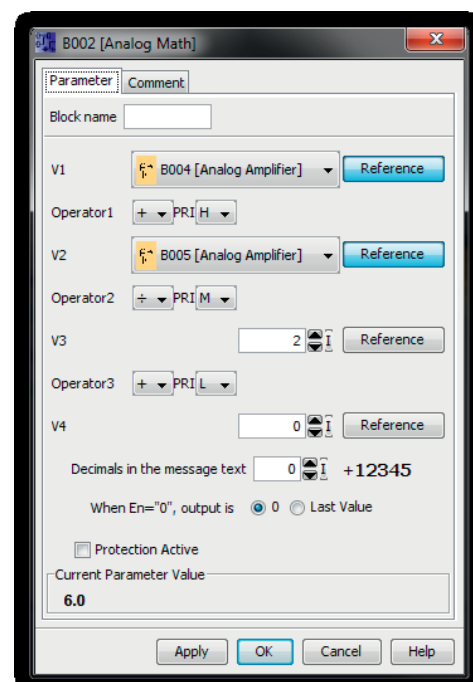 B002 [Analog Math]
Parameter Comment
Block name
V1 B004 [Analog Amplifier] Reference
Operator1 + PRI H
V2 B005 [Analog Amplifier] Reference
Operator2 ÷ PRI M
V3 2 Reference
Operator3 + PRI L
V4 0 Reference
Decimals in the message text 0 +12345
When En="0", output is 0 Last Value
Protection Active
Current Parameter Value
6.0
Apply OK Cancel Help